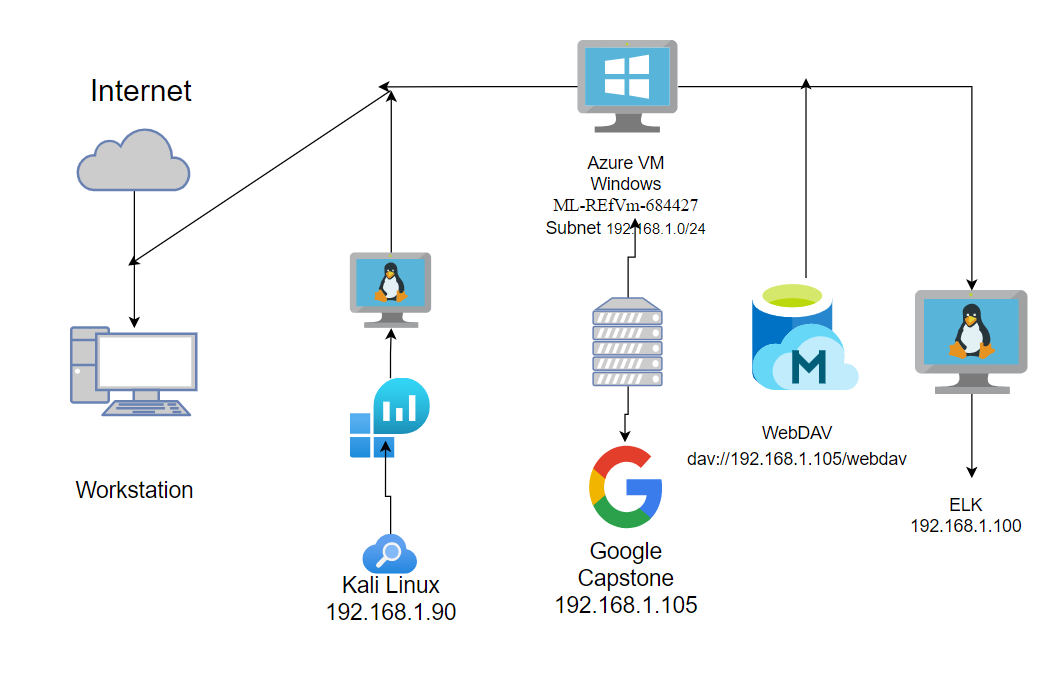 Internet
Azure VM
Windows
ML-REfVm-684427
Subnet 192.168.1.0/24
Workstation
WebDAV
dav://192.168.1.105/webdav
M
ELK
192.168.1.100
Google
Capstone
192.168.1.105
Kali Linux
192.168.1.90